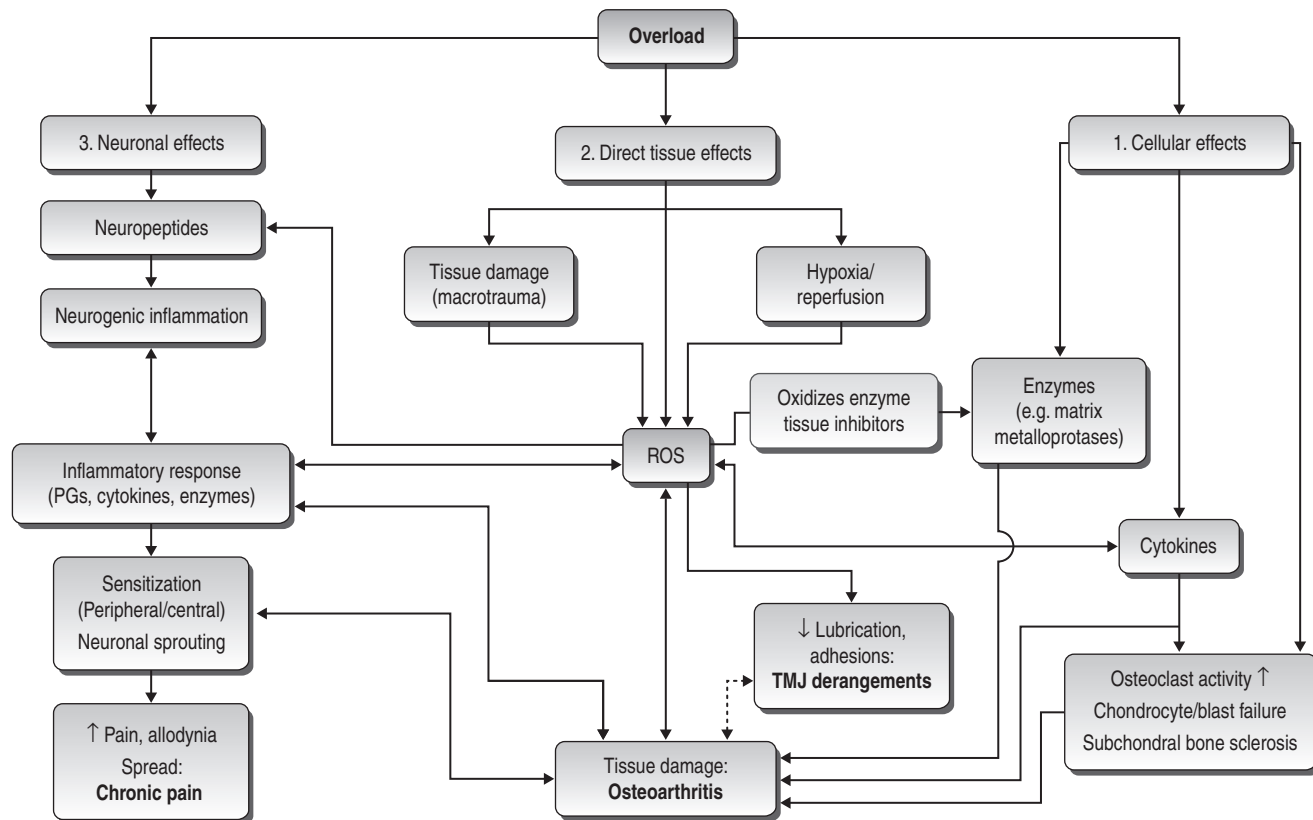 Overload
3. Neuronal effects
2. Direct tissue effects
1. Cellular effects
Neuropeptides
Tissue damage
(macrotrauma)
Hypoxia/
reperfusion
Neurogenic inflammation
Oxidizes enzyme
tissue inhibitors
Enzymes
(e.g. matrix
metalloprotases)
ROS
Inflammatory response
(PGs, cytokines, enzymes)
Cytokines
Sensitization
(Peripheral/central)
Neuronal sprouting
↓ Lubrication,
adhesions:
TMJ derangements
Osteoclast activity ↑
Chondrocyte/blast failure
Subchondral bone sclerosis
↑ Pain, allodynia
Spread:
Chronic pain
Tissue damage:
Osteoarthritis